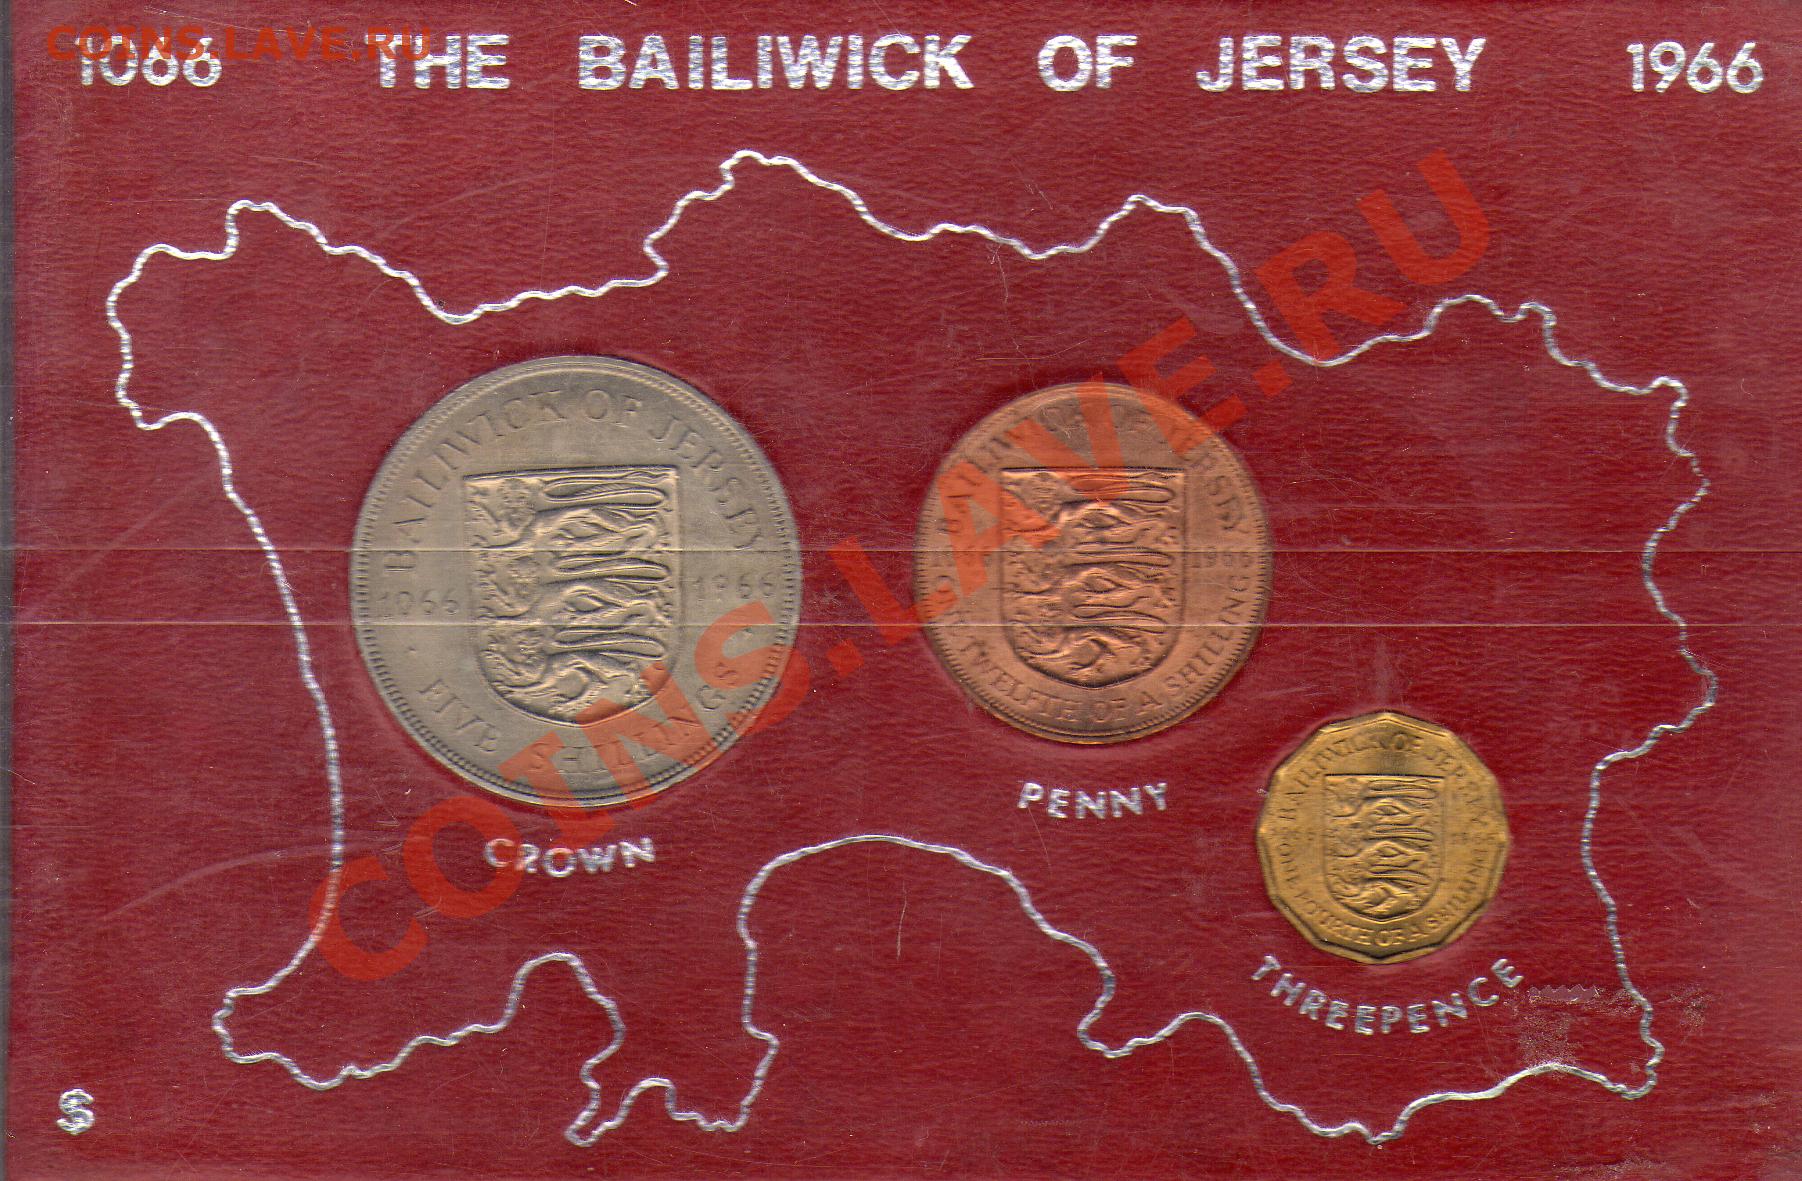 COINS.LAVE.RU
1066 THE BAILIWICK OF JERSEY 1966
BAILIWICK OF JERSEY
1066 1966
FIVE SHILLINGS
CROWN
BAILIWICK OF JERSEY
1966
TWELFTH OF A SHILLING
PENNY
BAILIWICK OF JERSEY
ONE FOURTH OF A SHILLING
THREEPENCE
S
COINS.LAVE.RU